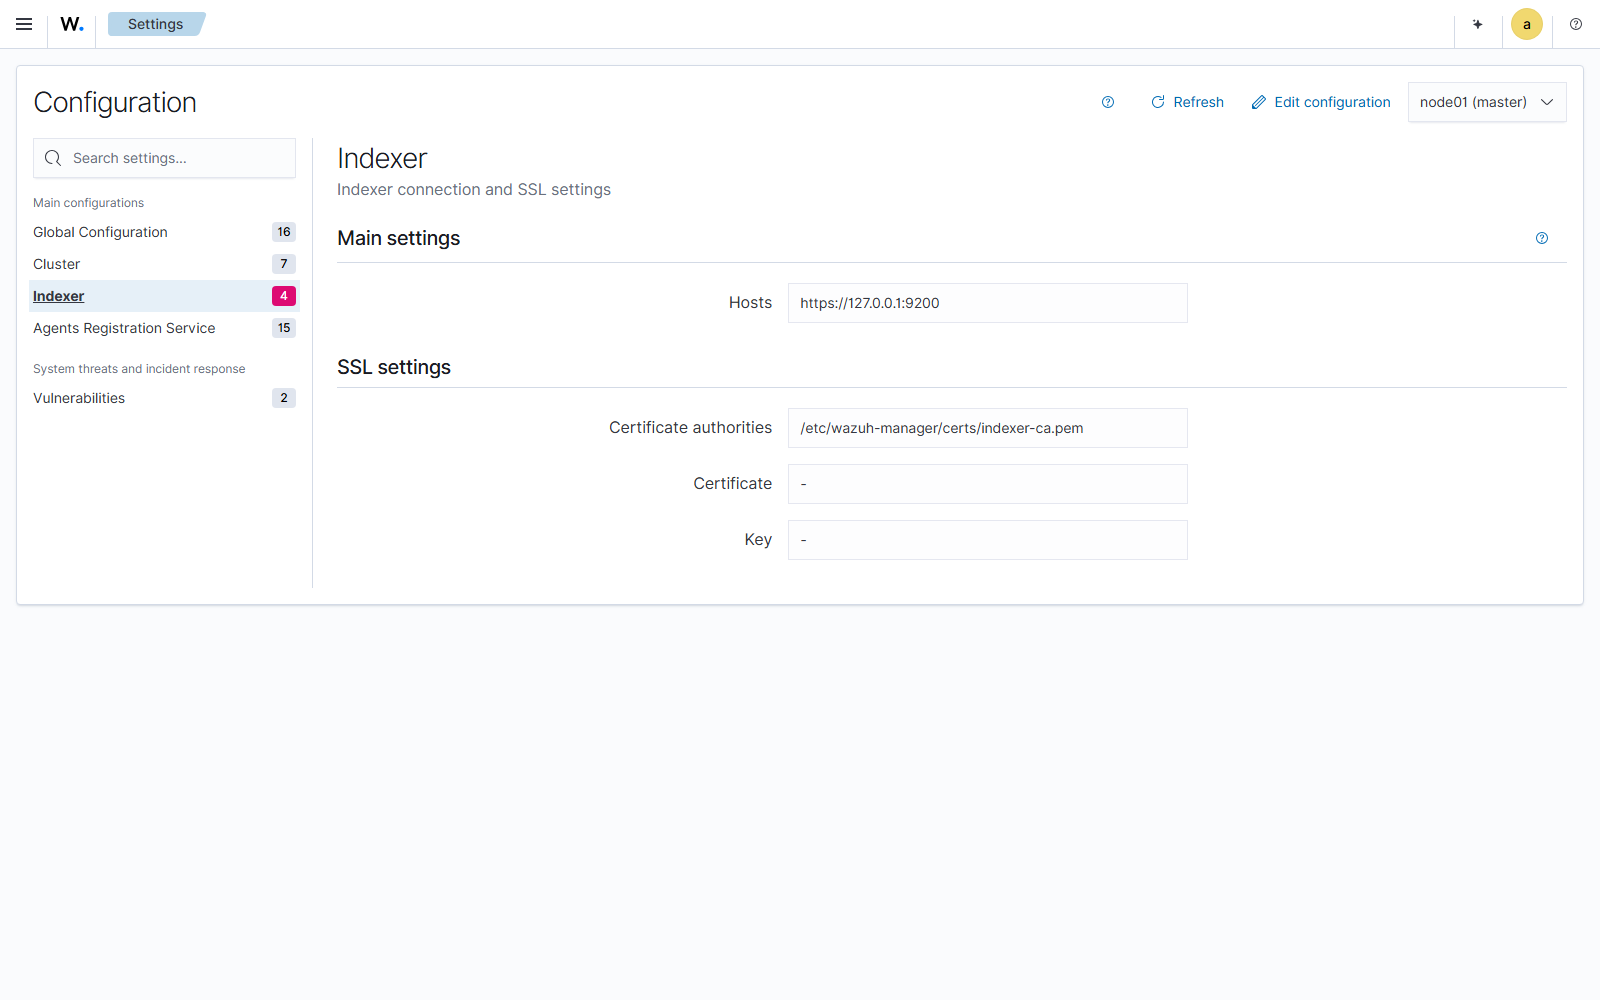 W.
Settings
a
Configuration
Refresh
Edit configuration
node01 (master)
Search settings...
Main configurations
Global Configuration 16
Cluster 7
Indexer 4
Agents Registration Service 15
System threats and incident response
Vulnerabilities 2
Indexer
Indexer connection and SSL settings
Main settings
Hosts https://127.0.0.1:9200
SSL settings
Certificate authorities /etc/wazuh-manager/certs/indexer-ca.pem
Certificate -
Key -